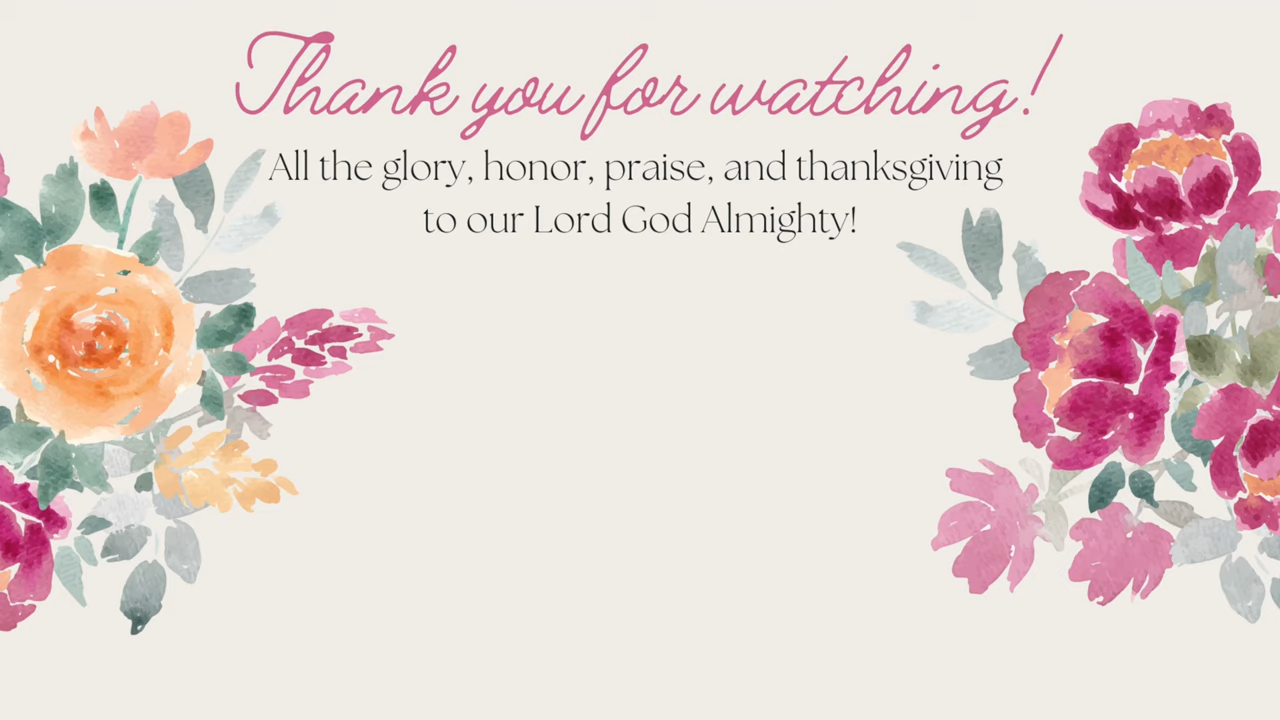 Thank you for watching!
All the glory, honor, praise, and thanksgiving
to our Lord God Almighty!